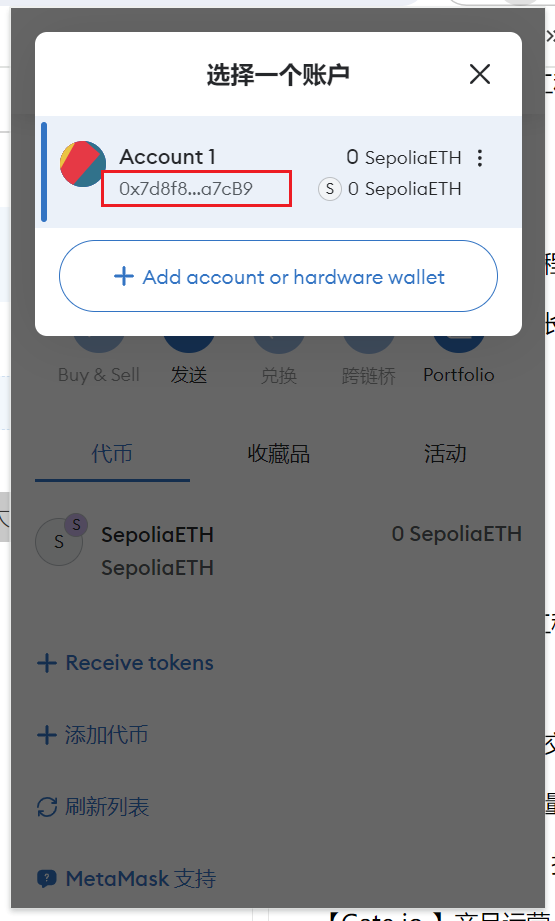 选择一个账户
Account 1
0 SepoliaETH
0x7d8f8...a7cB9
S 0 SepoliaETH
Add account or hardware wallet
Buy & Sell 发送 兑换 跨链桥 Portfolio
代币 收藏品 活动
S
S
SepoliaETH
0 SepoliaETH
SepoliaETH
Receive tokens
添加代币
刷新列表
MetaMask 支持